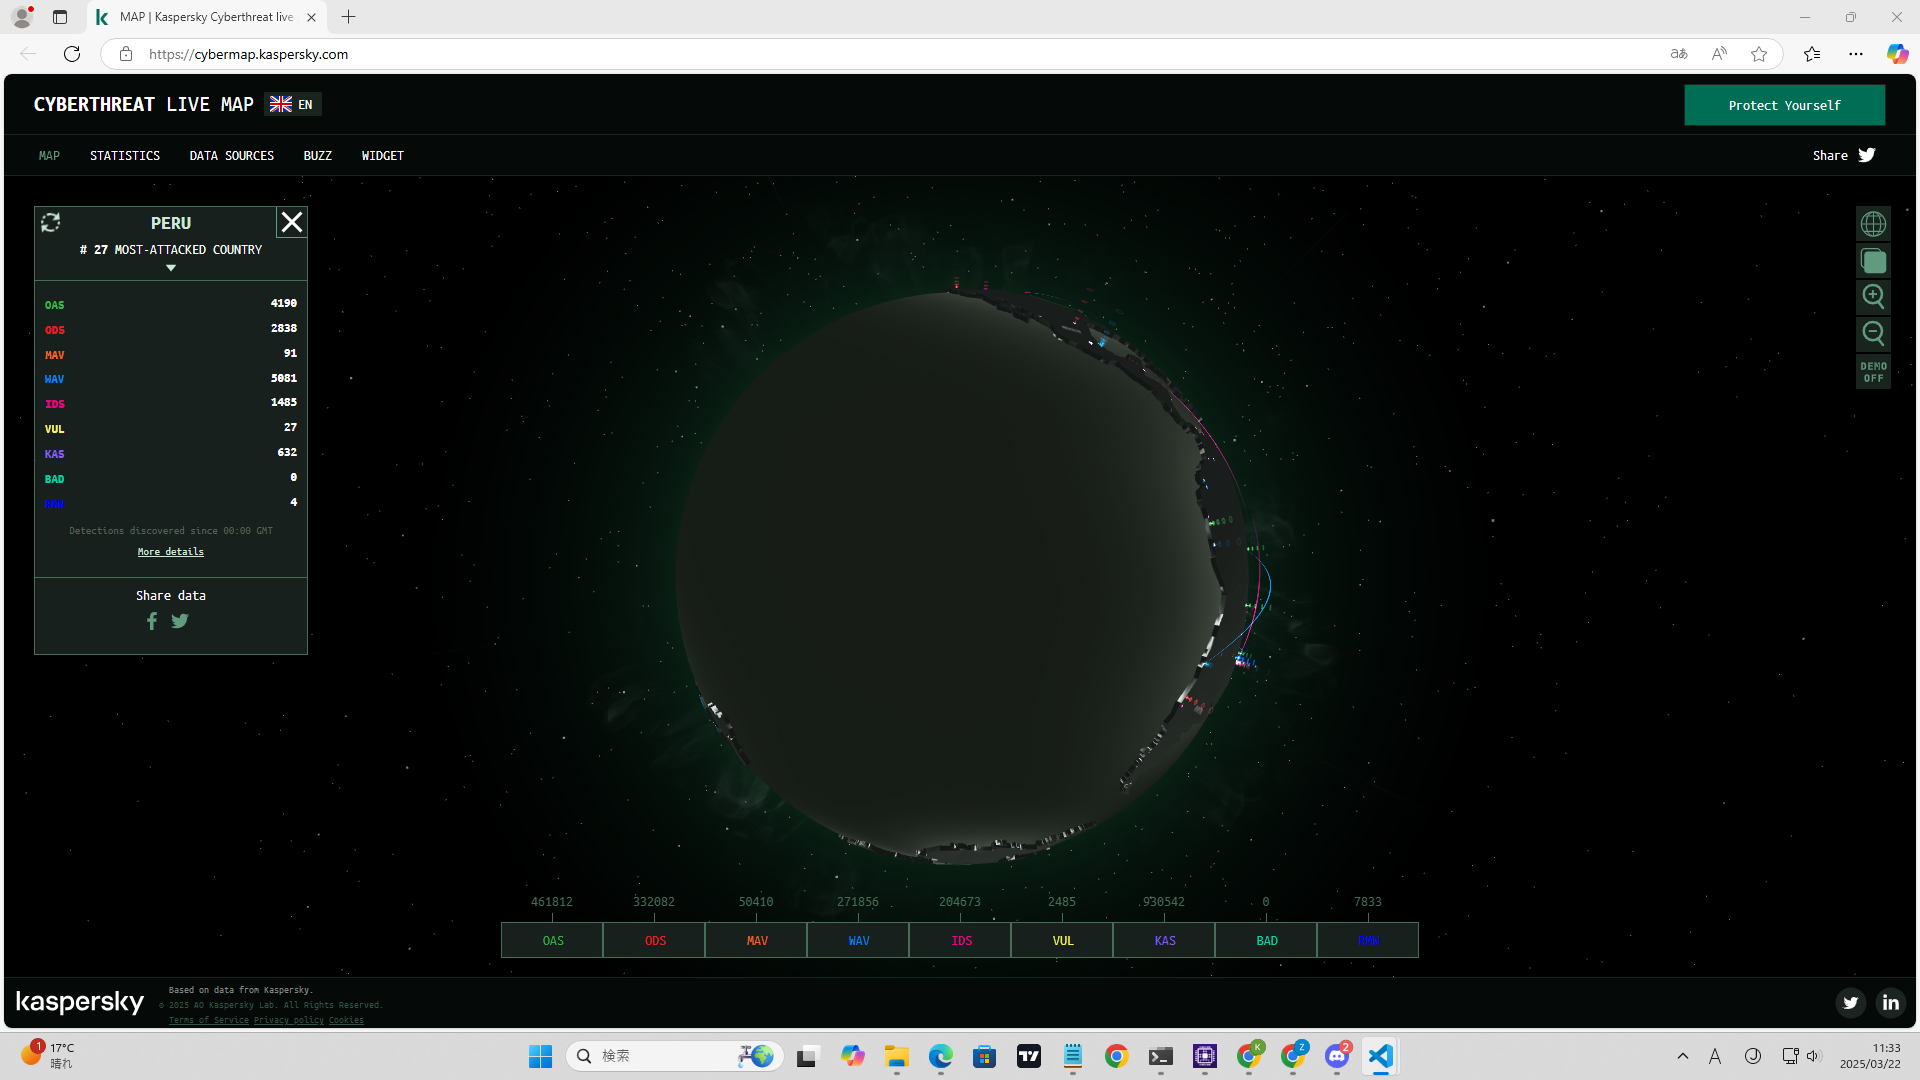 MAP | Kaspersky Cyberthreat live
https://cybermap.kaspersky.com
CYBERTHREAT LIVE MAP
EN
Protect Yourself
MAP
STATISTICS
DATA SOURCES
BUZZ
WIDGET
Share
PERU
# 27 MOST-ATTACKED COUNTRY
OAS 4190
ODS 2838
MAV 91
WAV 5081
IDS 1485
VUL 27
KAS 632
BAD 0
RMW 4
Detections discovered since 00:00 GMT
More details
Share data
DEMO
OFF
461812
332082
50410
271856
204673
2485
930542
0
7833
OAS
ODS
MAV
WAV
IDS
VUL
KAS
BAD
RMW
kaspersky
Based on data from Kaspersky.
© 2025 AO Kaspersky Lab. All Rights Reserved.
Terms of Service Privacy policy Cookies
1
17°C
晴れ
検索
K
Z
2
A
11:33
2025/03/22